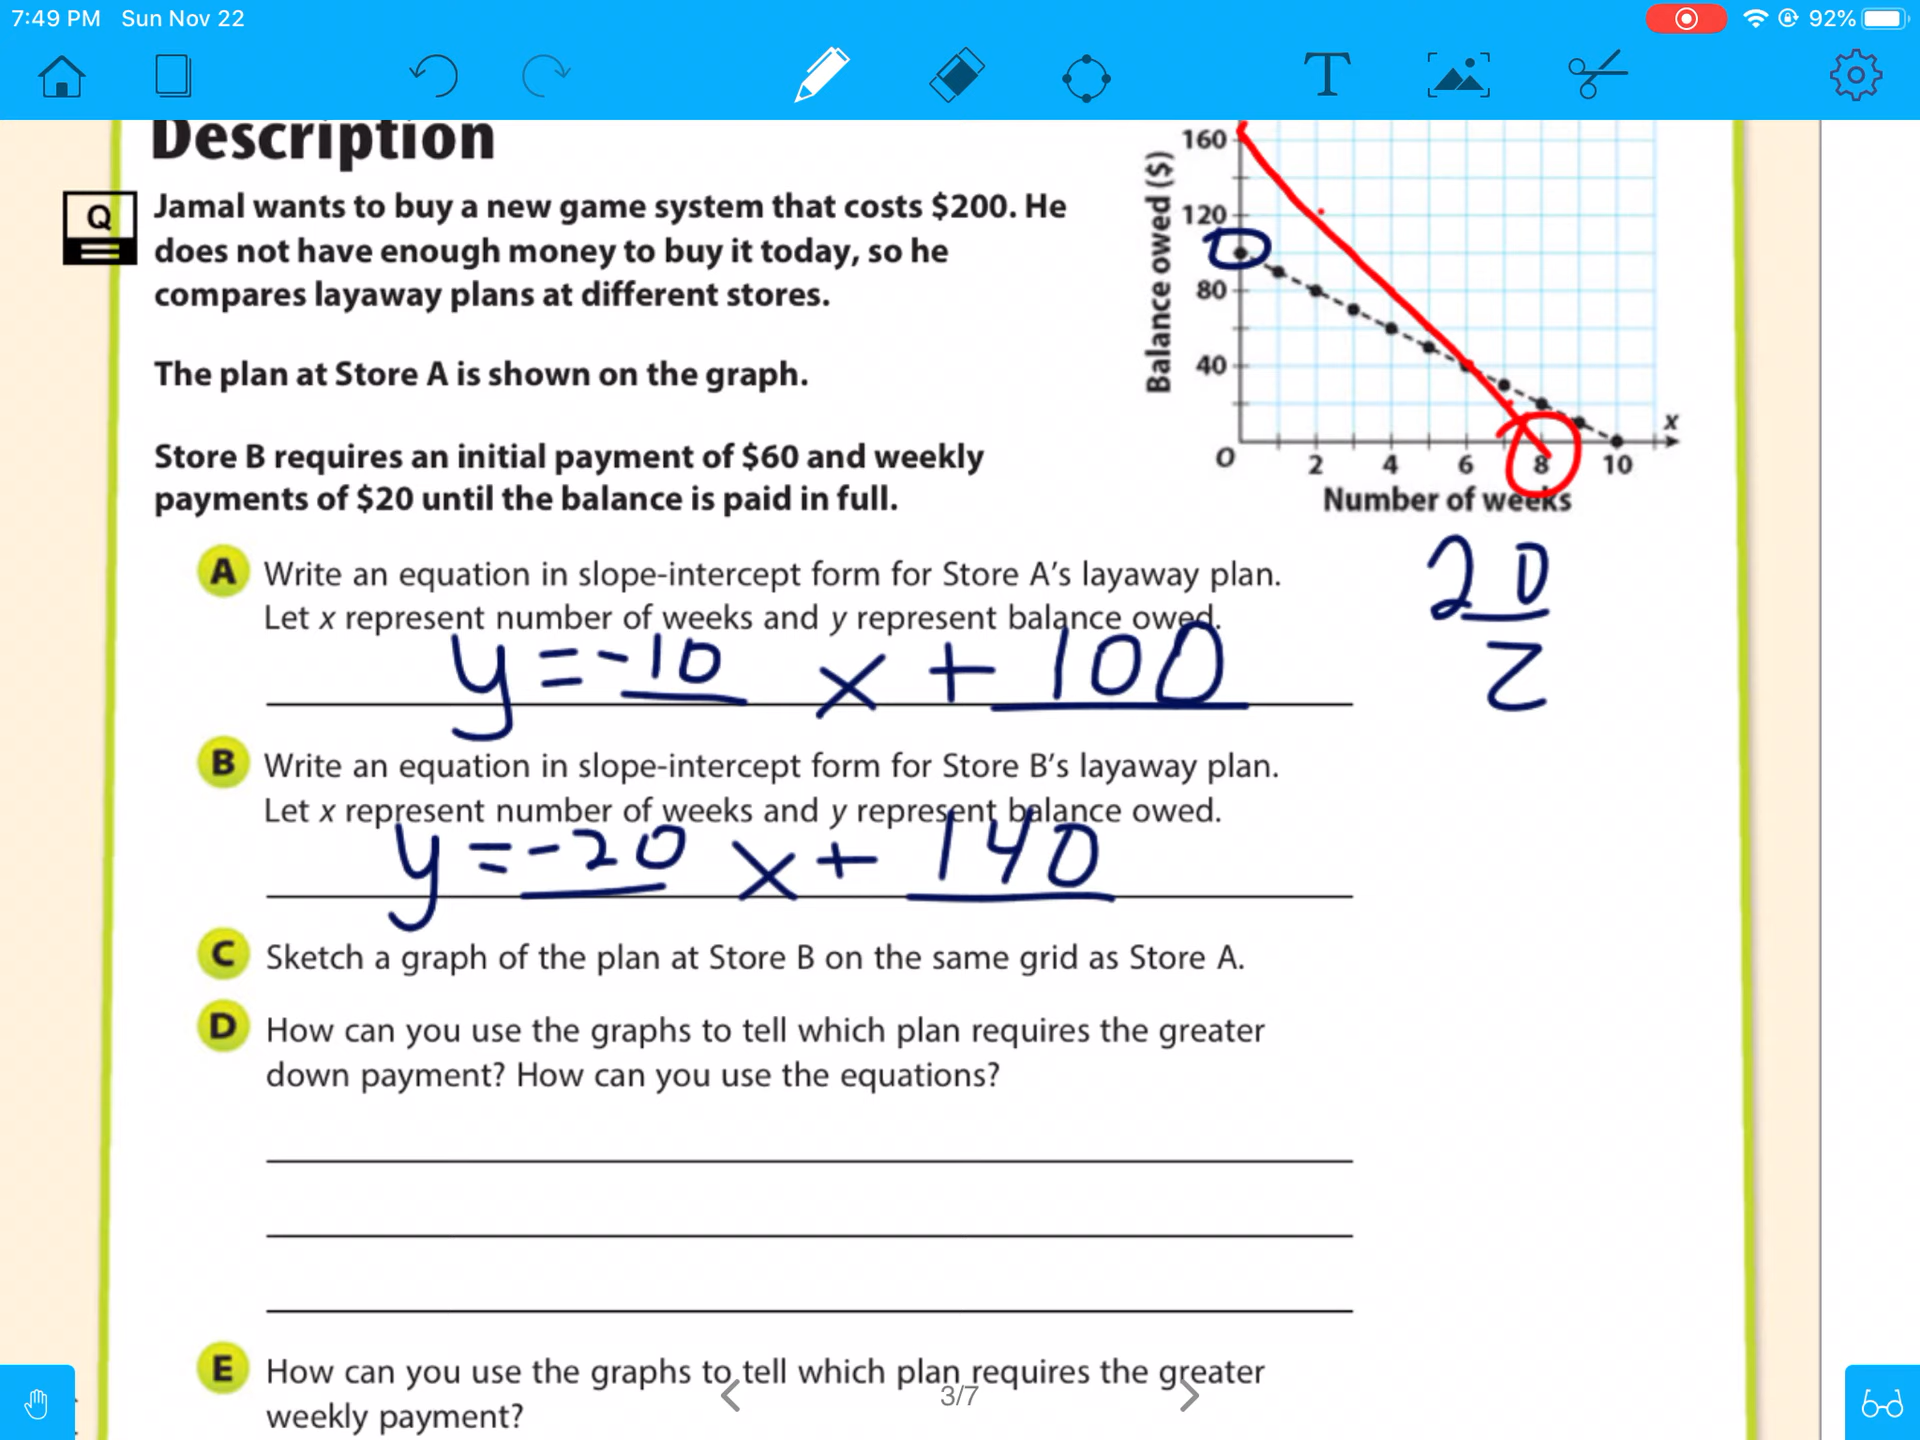 7:49 PM Sun Nov 22
92%
T
Description
Q
Jamal wants to buy a new game system that costs $200. He
does not have enough money to buy it today, so he
compares layaway plans at different stores.
The plan at Store A is shown on the graph.
Store B requires an initial payment of $60 and weekly
payments of $20 until the balance is paid in full.
Balance owed ($)
160
120
80
40
O
2
4
6
8
10
x
Number of weeks
A Write an equation in slope-intercept form for Store A's layaway plan.
Let x represent number of weeks and y represent balance owed.
y = -10 x + 100
20
2
B Write an equation in slope-intercept form for Store B's layaway plan.
Let x represent number of weeks and y represent balance owed.
y = -20 x + 140
C Sketch a graph of the plan at Store B on the same grid as Store A.
D How can you use the graphs to tell which plan requires the greater
down payment? How can you use the equations?
E How can you use the graphs to tell which plan requires the greater
weekly payment?
3/7